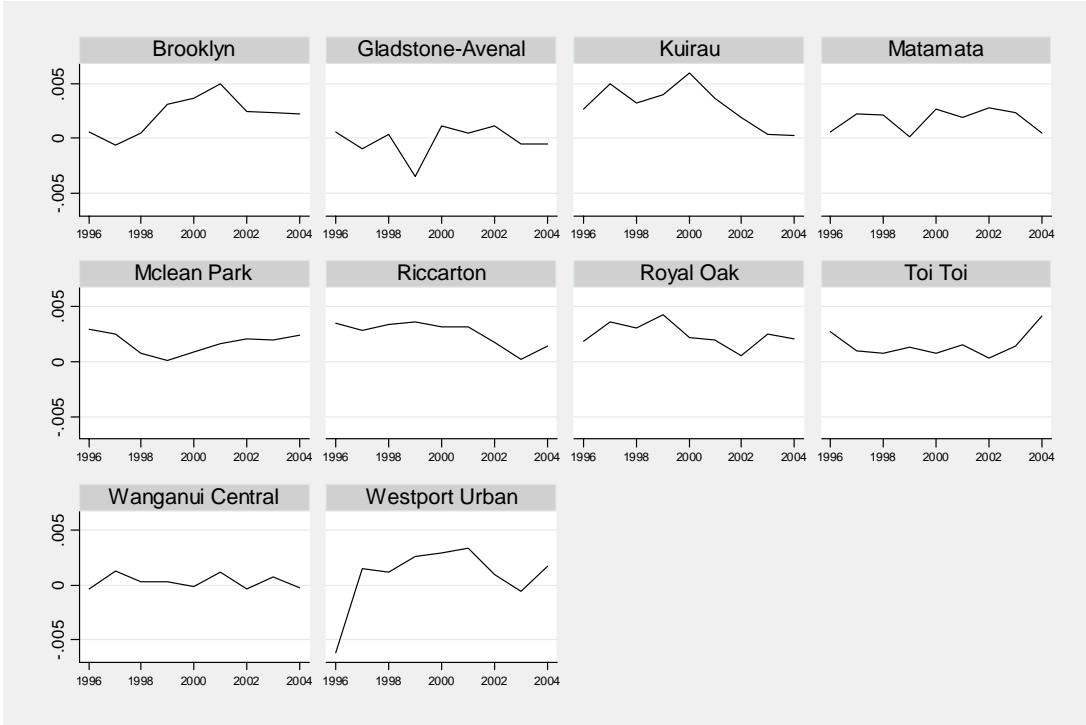 Brooklyn Gladstone-Avenal Kuirau Matamata
.005
0
-.005
1996 1998 2000 2002 2004 1996 1998 2000 2002 2004 1996 1998 2000 2002 2004 1996 1998 2000 2002 2004
Mclean Park Riccarton Royal Oak Toi Toi
.005
0
-.005
1996 1998 2000 2002 2004 1996 1998 2000 2002 2004 1996 1998 2000 2002 2004 1996 1998 2000 2002 2004
Wanganui Central Westport Urban
.005
0
-.005
1996 1998 2000 2002 2004 1996 1998 2000 2002 2004